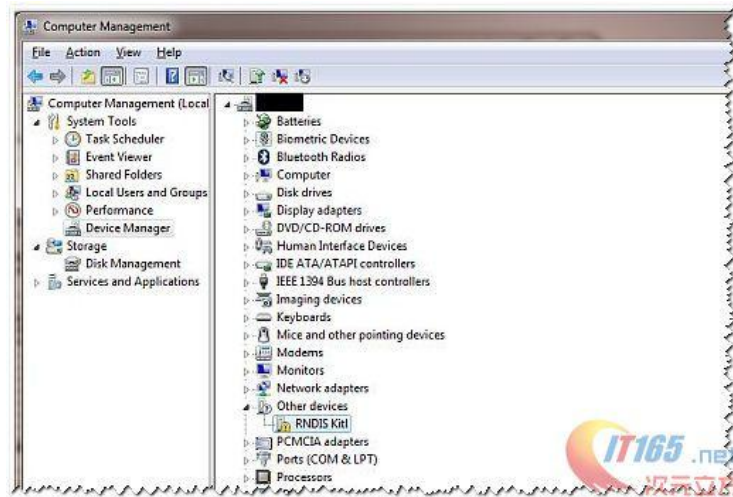 Computer Management
File Action View Help
Computer Management (Local
System Tools
Task Scheduler
Event Viewer
Shared Folders
Local Users and Groups
Performance
Device Manager
Storage
Disk Management
Services and Applications
Batteries
Biometric Devices
Bluetooth Radios
Computer
Disk drives
Display adapters
DVD/CD-ROM drives
Human Interface Devices
IDE ATA/ATAPI controllers
IEEE 1394 Bus host controllers
Imaging devices
Keyboards
Mice and other pointing devices
Modems
Monitors
Network adapters
Other devices
RNDIS Kitl
PCMCIA adapters
Ports (COM & LPT)
Processors
IT165.net
次元立方